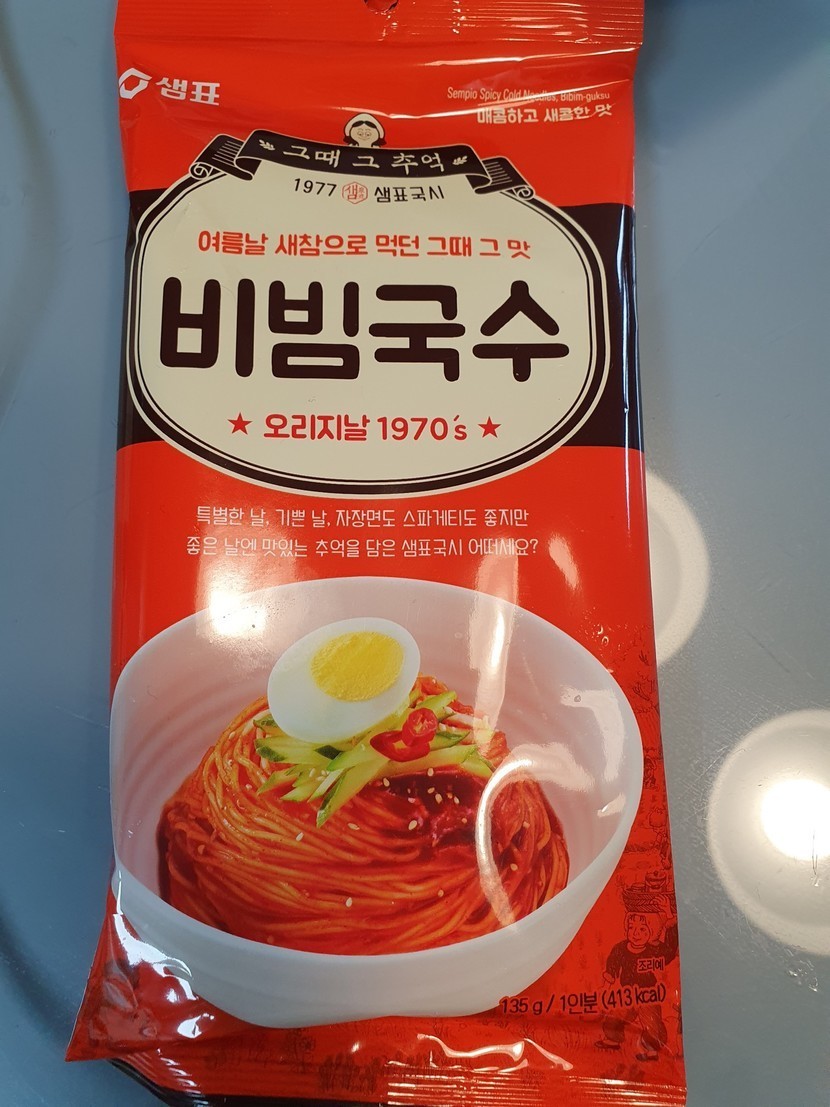 샘표
Sempio Spicy Cold Noodles, Bibim-guksu
매콤하고 새콤한 맛
그때 그 추억
1977 샘표국시
여름날 새참으로 먹던 그때 그 맛
비빔국수
★ 오리지날 1970's ★
특별한 날, 기쁜 날, 자장면도 스파게티도 좋지만
좋은 날엔 맛있는 추억을 담은 샘표국시 어떠세요?
조리예
135 g / 1인분 (413 kcal)